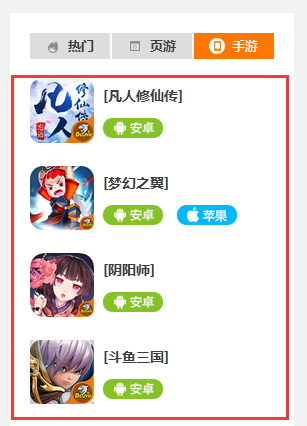 热门 页游 手游
凡人修仙传
[凡人修仙传]
安卓
[梦幻之翼]
安卓 苹果
[阴阳师]
安卓
[斗鱼三国]
安卓